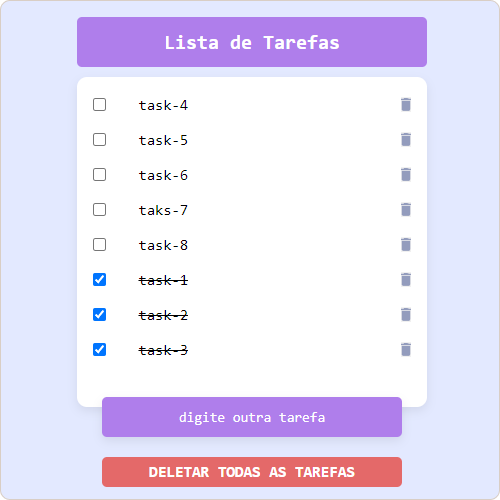 Lista de Tarefas
task-4
task-5
task-6
taks-7
task-8
task-1
task-2
task-3
digite outra tarefa
DELETAR TODAS AS TAREFAS